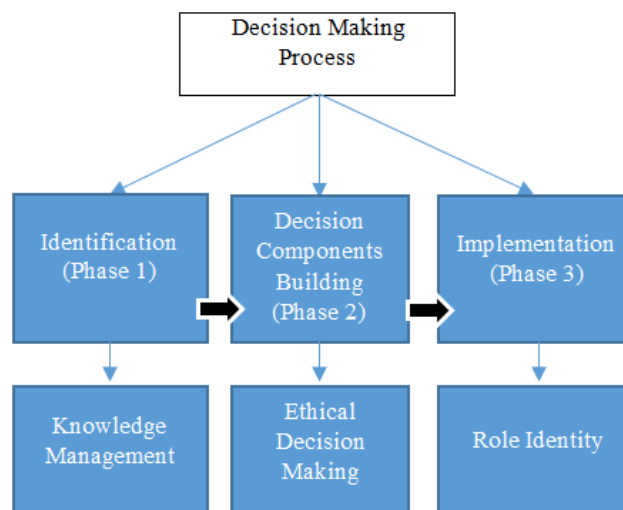 Decision Making
Process
Identification
(Phase 1)
Decision
Components
Building
(Phase 2)
Implementation
(Phase 3)
Knowledge
Management
Ethical
Decision
Making
Role Identity